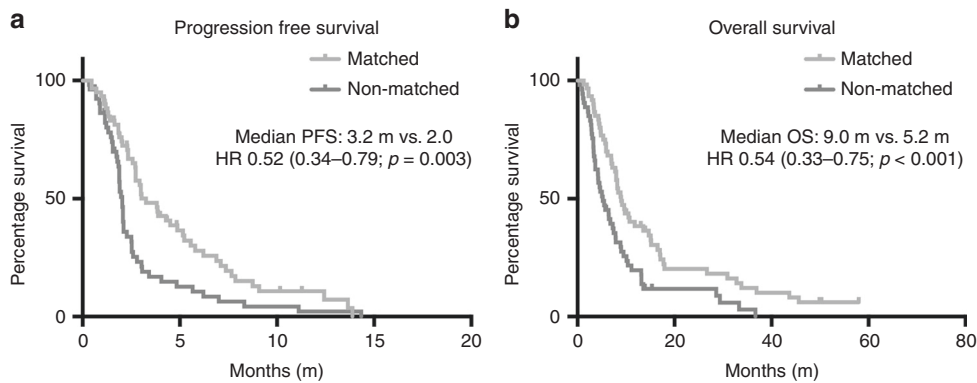 a
Progression free survival
Matched
Non-matched
Median PFS: 3.2 m vs. 2.0
HR 0.52 (0.34–0.79; p = 0.003)
Percentage survival
100
50
0
0 5 10 15 20
Months (m)
b
Overall survival
Matched
Non-matched
Median OS: 9.0 m vs. 5.2 m
HR 0.54 (0.33–0.75; p < 0.001)
Percentage survival
100
50
0
0 20 40 60 80
Months (m)